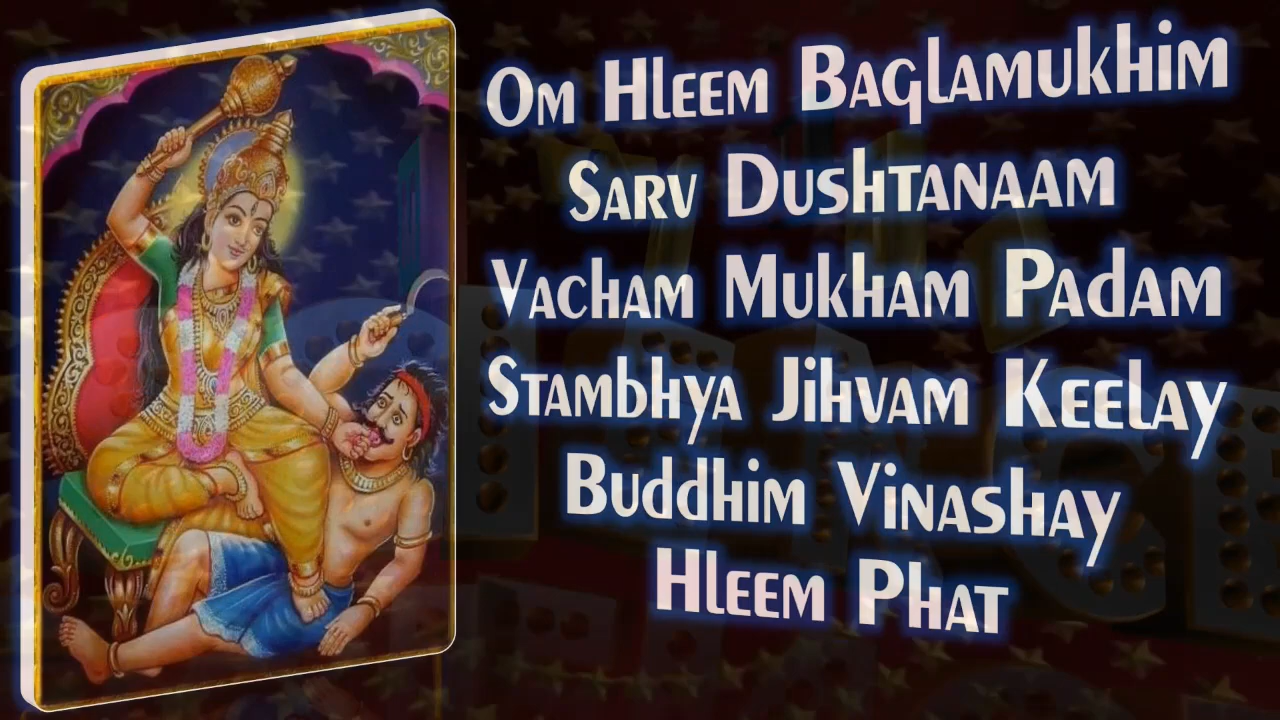 Om Hleem Baglamukhim
Sarv Dushtanaam
Vacham Mukham Padam
Stambhya Jihvam Keelay
Buddhim Vinashay
Hleem Phat